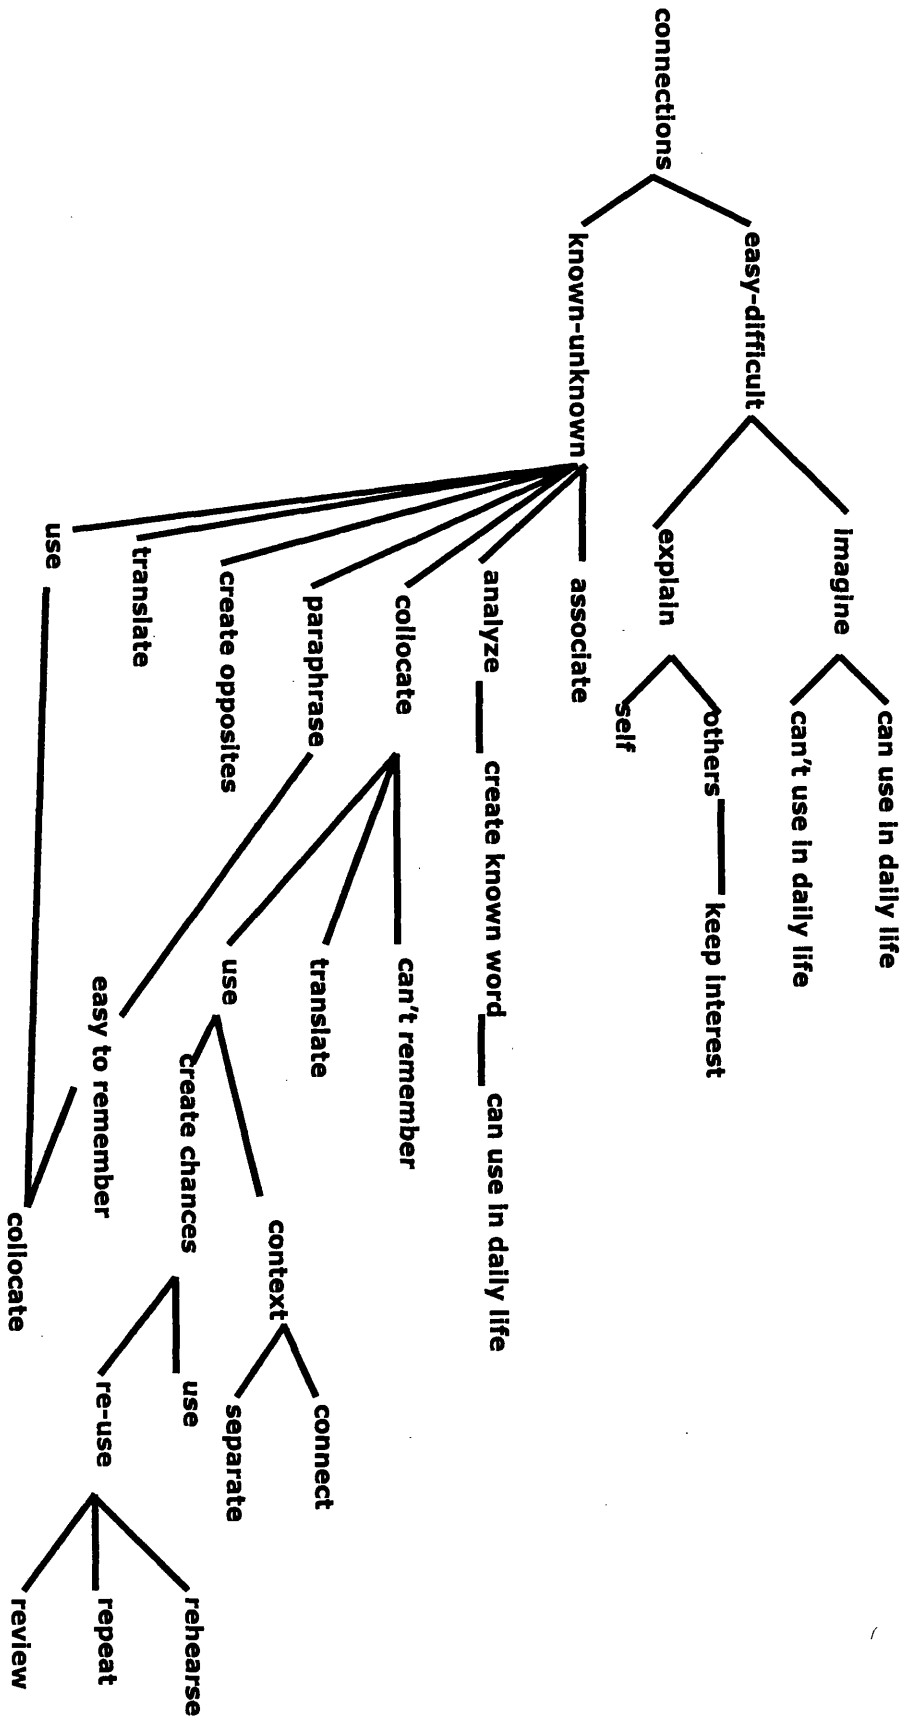 connections
easy-difficult
imagine
can use in daily life
can't use in daily life
explain
others
keep interest
self
known-unknown
associate
analyze
create known word
can use in daily life
collocate
can't remember
translate
use
context
connect
separate
create chances
use
re-use
rehearse
repeat
review
paraphrase
easy to remember
collocate
create opposites
translate
use